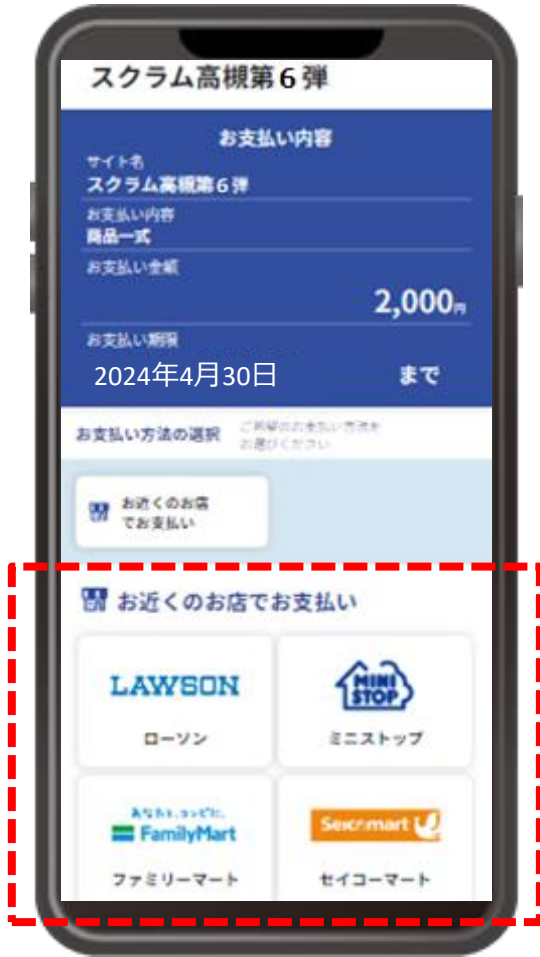 スクラム高槻第6弾
お支払い内容
サイト名
スクラム高槻第6弾
お支払い内容
商品一式
お支払い金額
2,000円
お支払い期限
2024年4月30日 まで
お支払い方法の選択
ご希望のお支払い方法を
お選びください
お近くのお店
でお支払い
お近くのお店でお支払い
LAWSON
ローソン
MINI
STOP
ミニストップ
あなたと、コンビに、
FamilyMart
ファミリーマート
Seicomart
セイコーマート